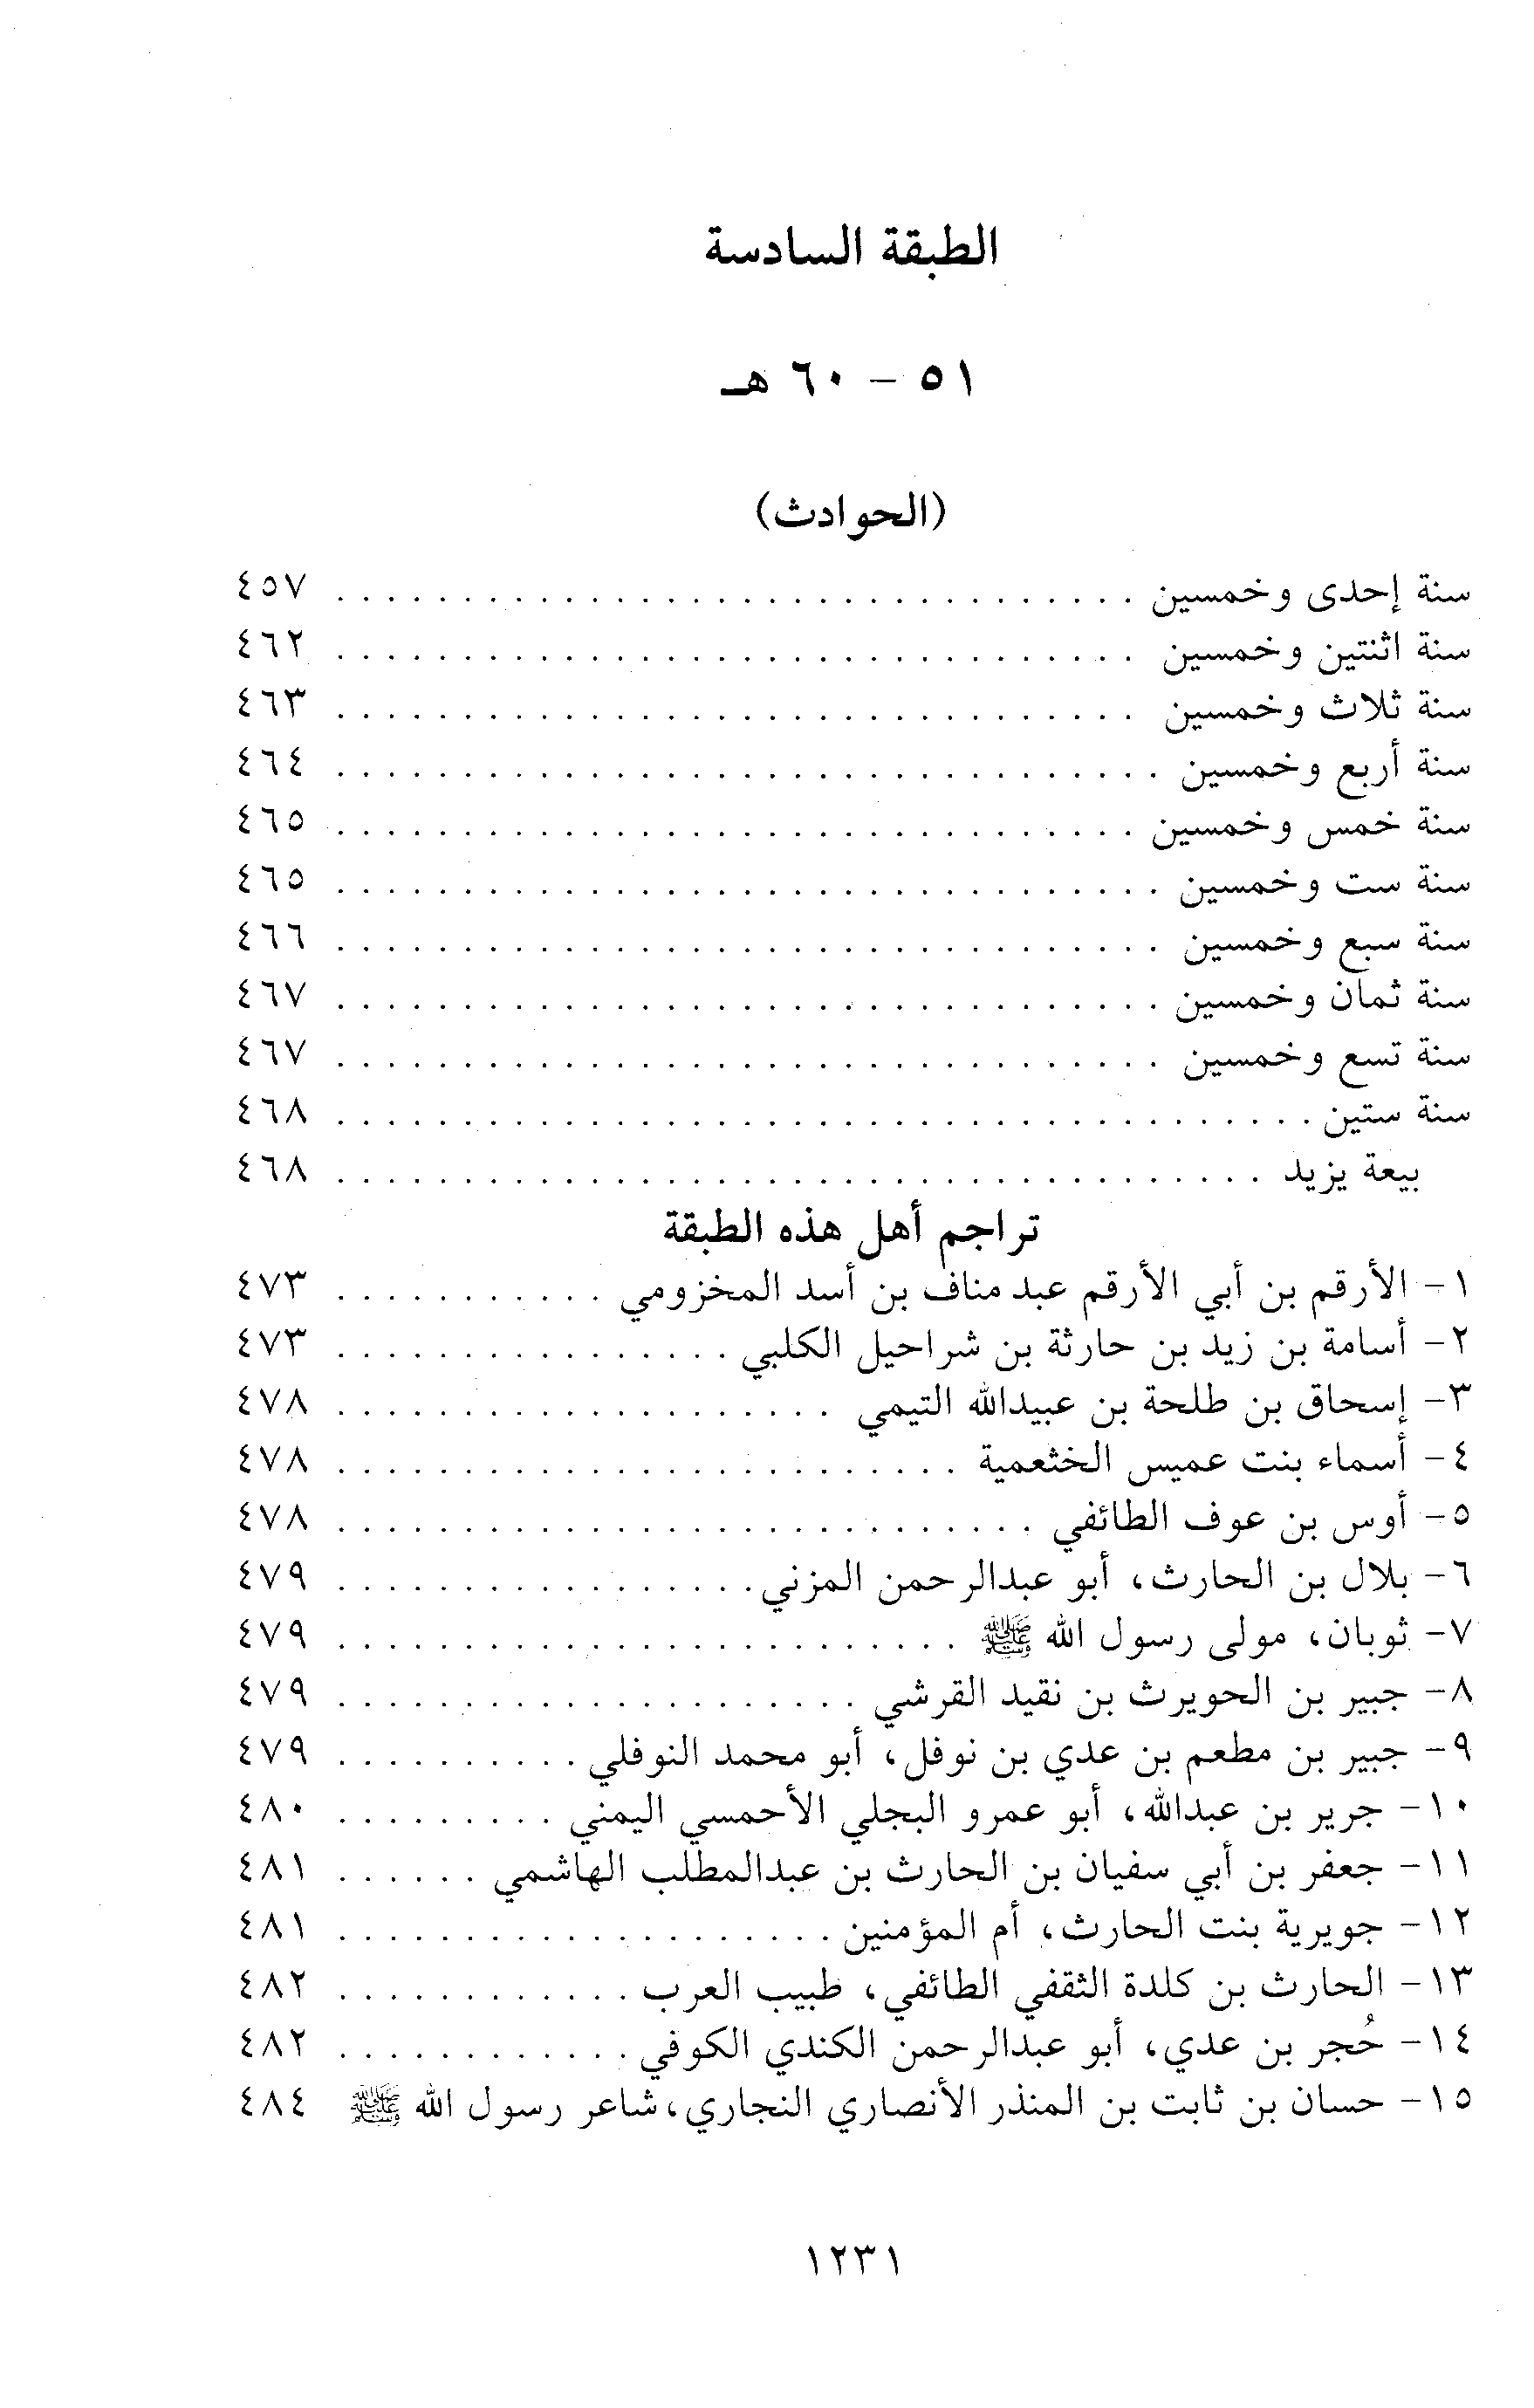 الطبقة السادسة
٥١ – ٦٠ هـ
(الحوادث)
سنة إحدى وخمسين . . . . . . . . . . . . . . . . . . . . . . . . . . . . . . . . ٤٥٧
سنة اثنتين وخمسين . . . . . . . . . . . . . . . . . . . . . . . . . . . . . . . . ٤٦٢
سنة ثلاث وخمسين . . . . . . . . . . . . . . . . . . . . . . . . . . . . . . . . ٤٦٣
سنة أربع وخمسين . . . . . . . . . . . . . . . . . . . . . . . . . . . . . . . . . ٤٦٤
سنة خمس وخمسين . . . . . . . . . . . . . . . . . . . . . . . . . . . . . . . . ٤٦٥
سنة ست وخمسين . . . . . . . . . . . . . . . . . . . . . . . . . . . . . . . . . ٤٦٥
سنة سبع وخمسين . . . . . . . . . . . . . . . . . . . . . . . . . . . . . . . . . ٤٦٦
سنة ثمان وخمسين . . . . . . . . . . . . . . . . . . . . . . . . . . . . . . . . . ٤٦٧
سنة تسع وخمسين . . . . . . . . . . . . . . . . . . . . . . . . . . . . . . . . . ٤٦٧
سنة ستين . . . . . . . . . . . . . . . . . . . . . . . . . . . . . . . . . . . . . . . ٤٦٨
بيعة يزيد . . . . . . . . . . . . . . . . . . . . . . . . . . . . . . . . . . . . . ٤٦٨
تراجم أهل هذه الطبقة
١- الأرقم بن أبي الأرقم عبد مناف بن أسد المخزومي . . . . . . . . . . . ٤٧٣
٢- أسامة بن زيد بن حارثة بن شراحيل الكلبي . . . . . . . . . . . . . . . . ٤٧٣
٣- إسحاق بن طلحة بن عبيدالله التيمي . . . . . . . . . . . . . . . . . . . . ٤٧٨
٤- أسماء بنت عميس الخثعمية . . . . . . . . . . . . . . . . . . . . . . . . . ٤٧٨
٥- أوس بن عوف الطائفي . . . . . . . . . . . . . . . . . . . . . . . . . . . . ٤٧٨
٦- بلال بن الحارث، أبو عبدالرحمن المزني . . . . . . . . . . . . . . . . . ٤٧٩
٧- ثوبان، مولى رسول الله ﷺ . . . . . . . . . . . . . . . . . . . . . . . . . ٤٧٩
٨- جبير بن الحويرث بن نقيد القرشي . . . . . . . . . . . . . . . . . . . . . ٤٧٩
٩- جبير بن مطعم بن عدي بن نوفل، أبو محمد النوفلي . . . . . . . . . . ٤٧٩
١٠- جرير بن عبدالله، أبو عمرو البجلي الأحمسي اليمني . . . . . . . . . ٤٨٠
١١- جعفر بن أبي سفيان بن الحارث بن عبدالمطلب الهاشمي . . . . . . ٤٨١
١٢- جويرية بنت الحارث، أم المؤمنين . . . . . . . . . . . . . . . . . . . . ٤٨١
١٣- الحارث بن كلدة الثقفي الطائفي، طبيب العرب . . . . . . . . . . . . ٤٨٢
١٤- حُجر بن عدي، أبو عبدالرحمن الكندي الكوفي . . . . . . . . . . . . ٤٨٢
١٥- حسان بن ثابت بن المنذر الأنصاري النجاري، شاعر رسول الله ﷺ ٤٨٤
١٢٣١